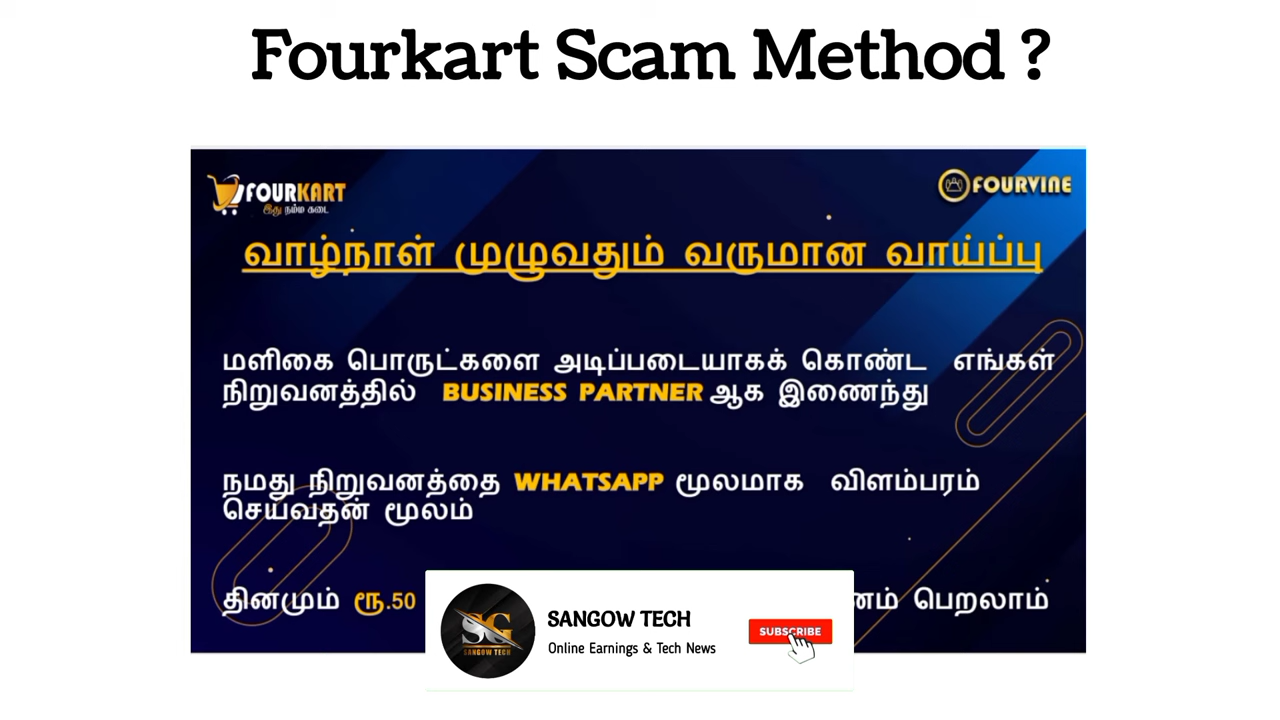 Fourkart Scam Method ?
FOURKART
இது நம்ம கடை
FOURVINE
வாழ்நாள் முழுவதும் வருமான வாய்ப்பு
மளிகை பொருட்களை அடிப்படையாகக் கொண்ட எங்கள்
நிறுவனத்தில் BUSINESS PARTNER ஆக இணைந்து
நமது நிறுவனத்தை WHATSAPP மூலமாக விளம்பரம்
செய்வதன் மூலம்
தினமும் ரூ.50 னம் பெறலாம்
SG
SANGOW TECH
SANGOW TECH
Online Earnings & Tech News
SUBSCRIBE